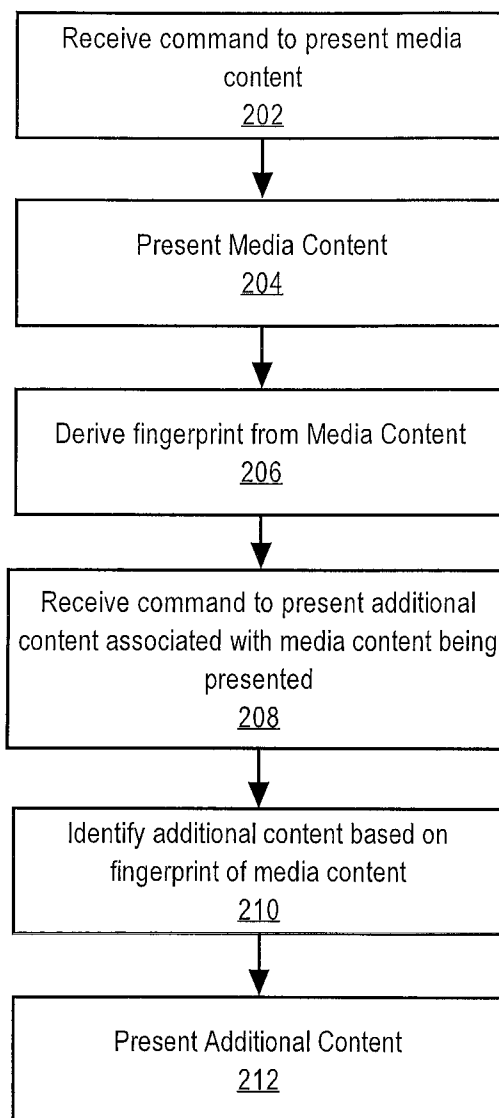 Receive command to present media
content
202
Present Media Content
204
Derive fingerprint from Media Content
206
Receive command to present additional
content associated with media content being
presented
208
Identify additional content based on
fingerprint of media content
210
Present Additional Content
212